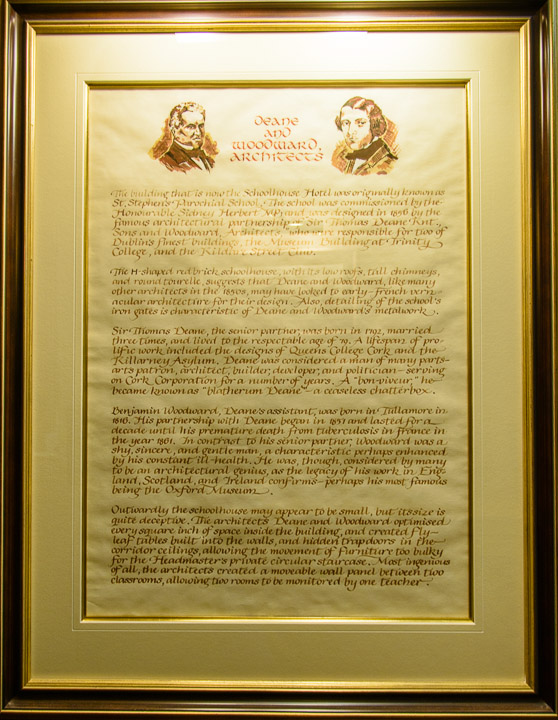 Deane
and
Woodward,
Architects
The building that is now the Schoolhouse Hotel was originally known as
St. Stephen's Parochial School. The school was commissioned by the
Honourable Sidney Herbert M.P. and was designed in 1856 by the
famous architectural partnership of Sir Thomas Deane Knt.
Sons and Woodward, Architects, who were responsible for two of
Dublin's finest buildings, the Museum Building at Trinity
College, and the Kildare Street Club.
The H-shaped red brick schoolhouse, with its low roofs, tall chimneys,
and round tourelle, suggests that Deane and Woodward, like many
other architects in the 1850s, may have looked to early French vern-
acular architecture for their design. Also, detailing of the school's
iron gates is characteristic of Deane and Woodward's metalwork.
Sir Thomas Deane, the senior partner, was born in 1792, married
three times, and lived to the respectable age of 79. A lifespan of pro-
lific work included the designs of Queens College Cork and the
Killarney Asylum. Deane was considered a man of many parts-
arts patron, architect, builder, developer, and politician - serving
on Cork Corporation for a number of years. A "bon-viveur," he
became known as "blatherum Deane" - a ceaseless chatterbox.
Benjamin Woodward, Deane's assistant, was born in Tullamore in
1816. His partnership with Deane began in 1851 and lasted for a
decade until his premature death from tuberculosis in France in
the year 1861. In contrast to his senior partner, Woodward was a
shy, sincere, and gentle man, a characteristic perhaps enhanced
by his constant ill-health. He was, though, considered by many
to be an architectural genius, as the legacy of his work in Eng-
land, Scotland, and Ireland confirms - perhaps his most famous
being the Oxford Museum.
Outwardly the schoolhouse may appear to be small, but its size is
quite deceptive. The architects Deane and Woodward optimised
every square inch of space inside the building, and created fly-
leaf tables built into the walls, and hidden trapdoors in the
corridor ceilings, allowing the movement of furniture too bulky
for the Headmaster's private circular staircase. Most ingenious
of all, the architects created a moveable wall panel between two
classrooms, allowing two rooms to be monitored by one teacher.